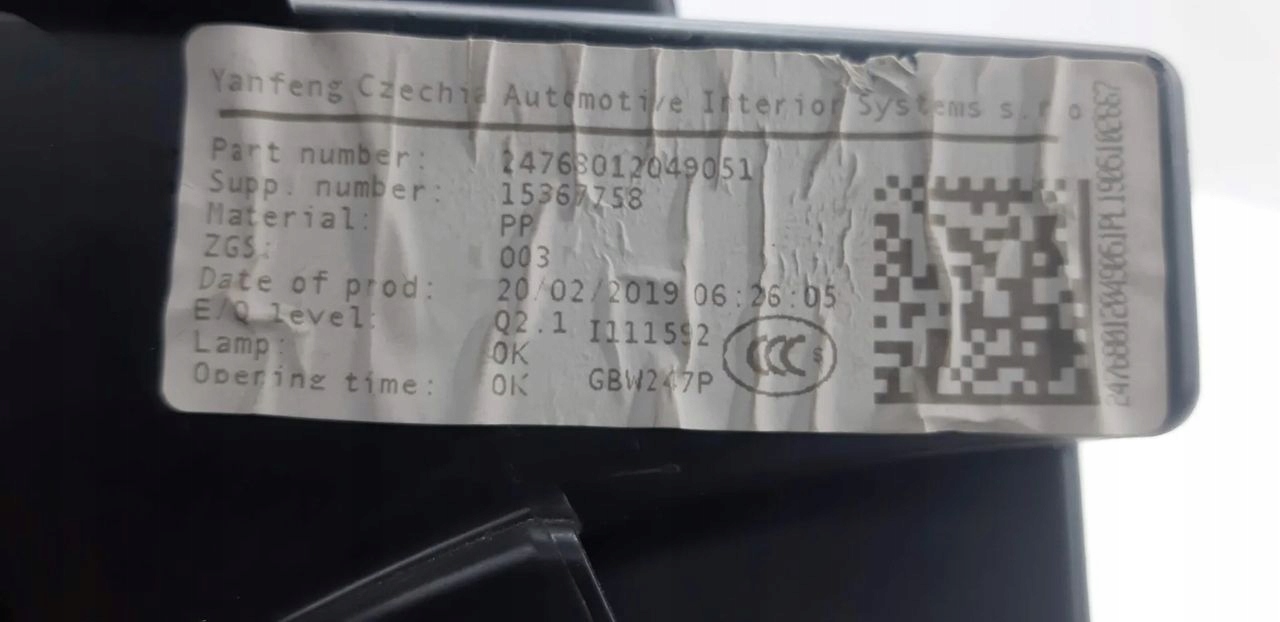 Yanfeng Czechia Automotive Interior Systems s.r o
Part number: 24768012049051
Supp. number: 15367758
Material: PP
ZGS: 003
Date of prod: 20/02/2019 06:26:05
E/Q level: Q2.1 I111592
Lamp: OK
Opening time: OK GBW247P
CCC S